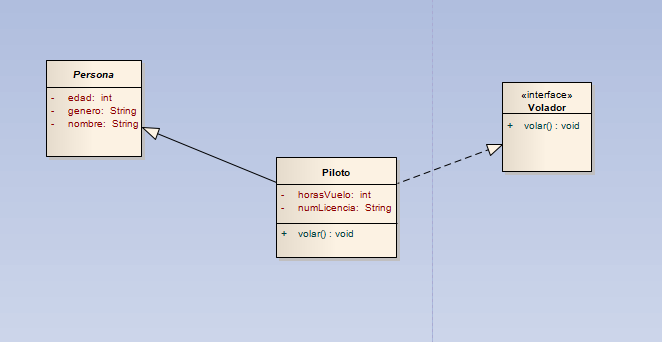 Persona
- edad: int
- genero: String
- nombre: String
«interface»
Volador
+ volar() : void
Piloto
- horasVuelo: int
- numLicencia: String
+ volar() : void